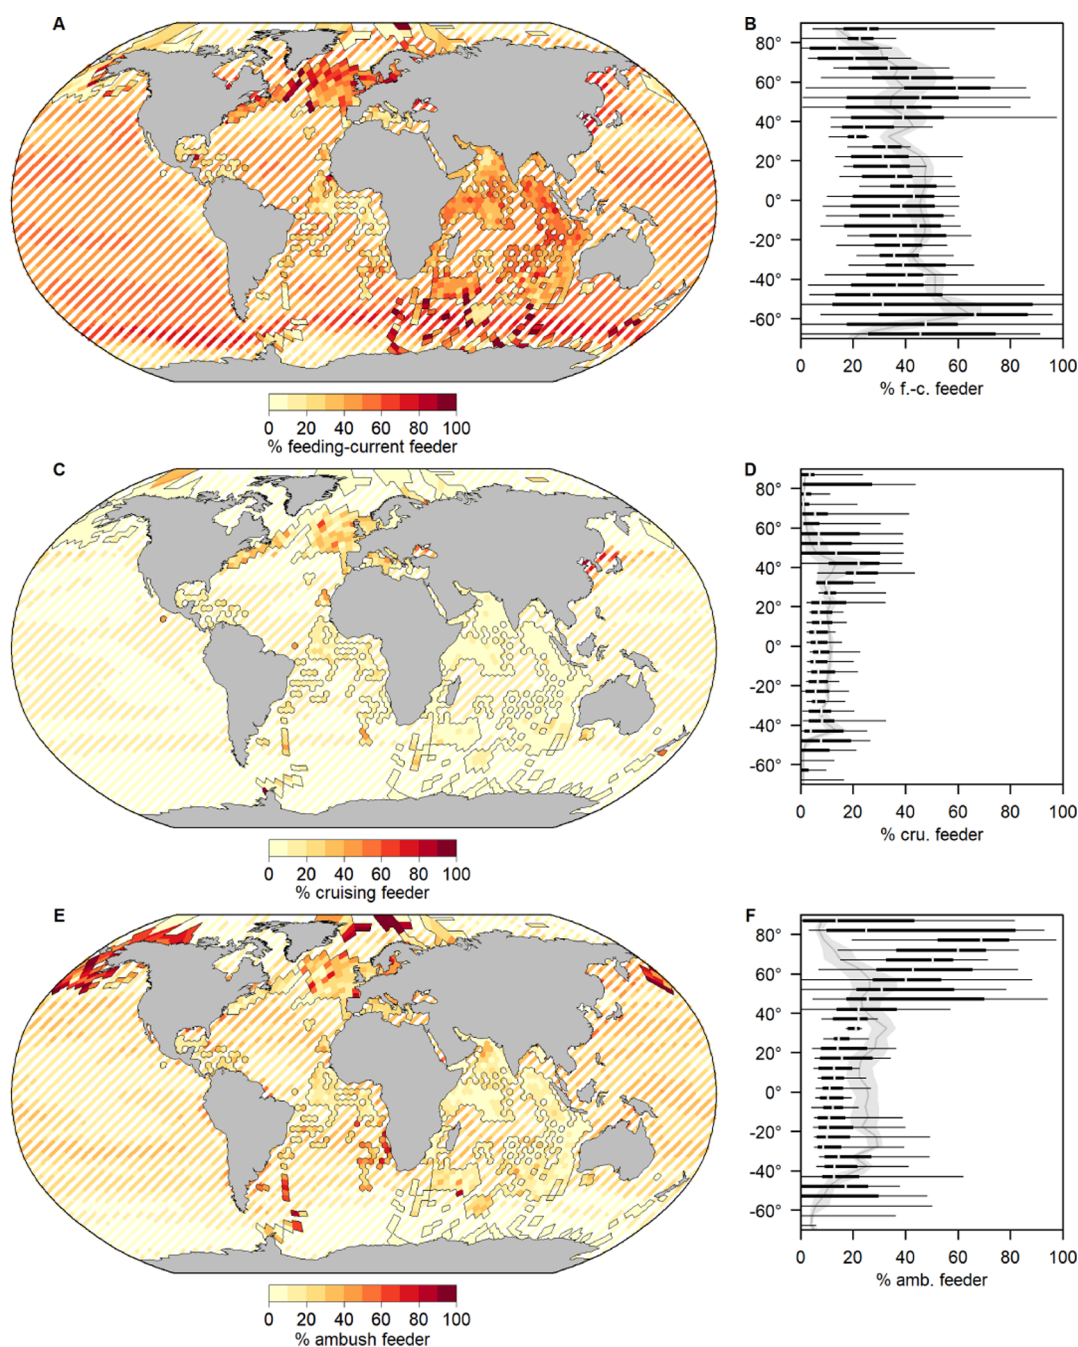 A
0 20 40 60 80 100
% feeding-current feeder
B
80°
60°
40°
20°
0°
-20°
-40°
-60°
0 20 40 60 80 100
% f.-c. feeder
C
0 20 40 60 80 100
% cruising feeder
D
80°
60°
40°
20°
0°
-20°
-40°
-60°
0 20 40 60 80 100
% cru. feeder
E
0 20 40 60 80 100
% ambush feeder
F
80°
60°
40°
20°
0°
-20°
-40°
-60°
0 20 40 60 80 100
% amb. feeder